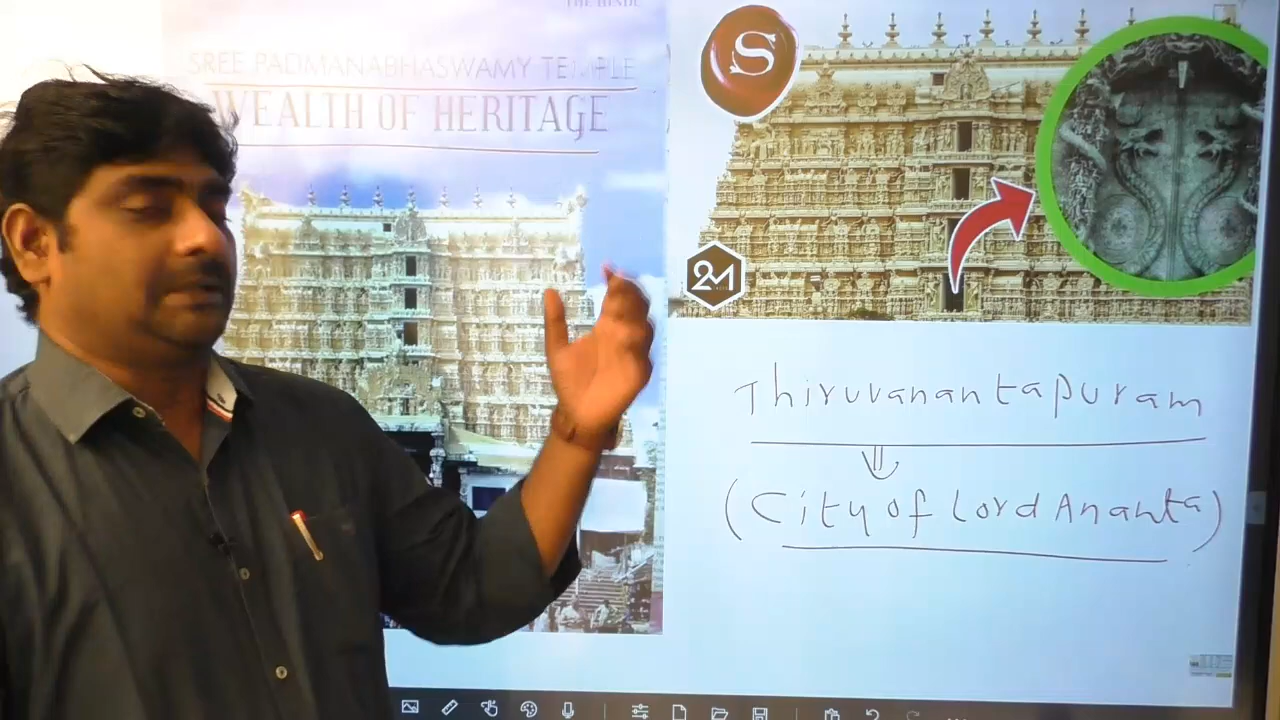 THE HINDU
SREE PADMANABHASWAMY TEMPLE
WEALTH OF HERITAGE
S
2M
Thiruvanantapuram
(City of Lord Ananta)